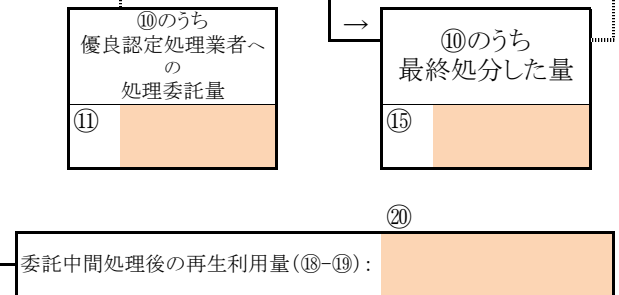 ⑩のうち
優良認定処理業者へ
の
処理委託量
⑪
→
⑩のうち
最終処分した量
⑮
⑳
委託中間処理後の再生利用量(⑱-⑲):